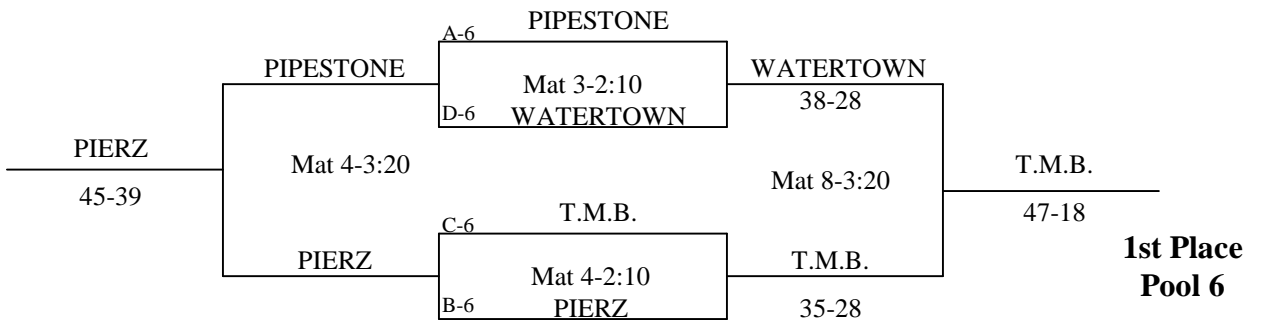 PIPESTONE
A-6
PIPESTONE
WATERTOWN
Mat 3-2:10
38-28
D-6
WATERTOWN
PIERZ
Mat 4-3:20
T.M.B.
Mat 8-3:20
45-39
T.M.B.
47-18
C-6
1st Place
Pool 6
PIERZ
T.M.B.
Mat 4-2:10
B-6
PIERZ
35-28